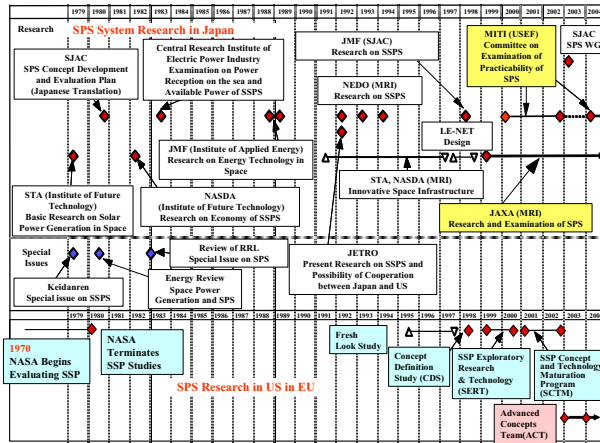 1979 1980 1981 1982 1983 1984 1985 1986 1987 1988 1989 1990 1991 1992 1993 1994 1995 1996 1997 1998 1999 2000 2001 2002 2003 2004
Research
SPS System Research in Japan
SJAC
SPS Concept Development
and Evaluation Plan
(Japanese Translation)
Central Research Institute of
Electric Power Industry
Examination on Power
Reception on the sea and
Available Power of SSPS
JMF (SJAC)
Research on SSPS
MITI (USEF)
Committee on
Examination of
Practicability of
SPS
SJAC
SPS WG
NEDO (MRI)
Research on SSPS
LE-NET
Design
JMF (Institute of Applied Energy)
Research on Energy Technology in
Space
STA (Institute of Future
Technology)
Basic Research on Solar
Power Generation in Space
NASDA
(Institute of Future Technology)
Research on Economy of SSPS
STA, NASDA (MRI)
Innovative Space Infrastructure
JAXA (MRI)
Research and Examination of SPS
Special
Issues
Review of RRL
Special Issue on SPS
JETRO
Present Research on SSPS and
Possibility of Cooperation
between Japan and US
Keidanren
Special issue on SSPS
Energy Review
Space Power
Generation and SPS
1979 1980 1981 1982 1983 1984 1985 1986 1987 1988 1989 1990 1991 1992 1993 1994 1995 1996 1997 1998 1999 2000 2001 2002 2003 2004
1970
NASA Begins
Evaluating SSP
NASA
Terminates
SSP Studies
Fresh
Look Study
Concept
Definition
Study (CDS)
SSP Exploratory
Research
& Technology
(SERT)
SSP Concept
and Technology
Maturation
Program
(SCTM)
SPS Research in US in EU
Advanced
Concepts
Team(ACT)